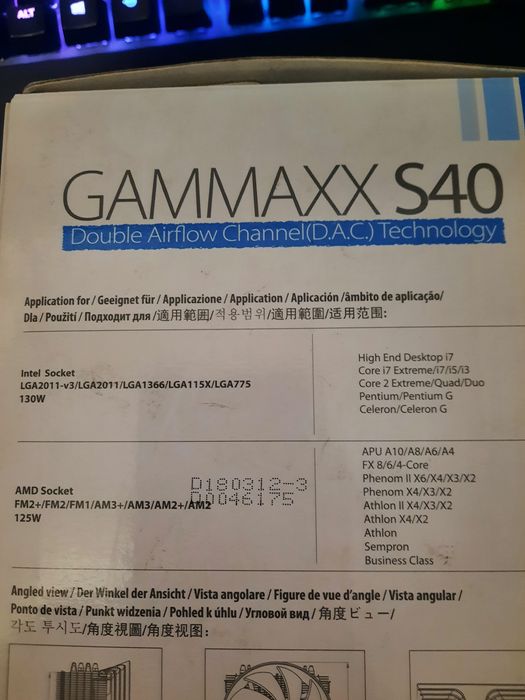 ALT
GAMMAXX S40
Double Airflow Channel(D.A.C.) Technology
Application for / Geeignet für / Applicazione / Application / Aplicación /âmbito de aplicação/
Dla / Použití / Подходит для /適用範囲/적용범위/適用範圍/适用范围:
Intel Socket
LGA2011-v3/LGA2011/LGA1366/LGA115X/LGA775
130W
High End Desktop i7
Core i7 Extreme/i7/i5/i3
Core 2 Extreme/Quad/Duo
Pentium/Pentium G
Celeron/Celeron G
AMD Socket
FM2+/FM2/FM1/AM3+/AM3/AM2+/AM2
125W
D180312-3
00046175
APU A10/A8/A6/A4
FX 8/6/4-Core
Phenom II X6/X4/X3/X2
Phenom X4/X3/X2
Athlon II X4/X3/X2
Athlon X4/X2
Athlon
Sempron
Business Class
Angled view / Der Winkel der Ansicht / Vista angolare / Figure de vue d'angle / Vista angular /
Ponto de vista / Punkt widzenia / Pohled k úhlu / Угловой вид / 角度 ビュー/
각도 투시도/角度視圖/角度视图: